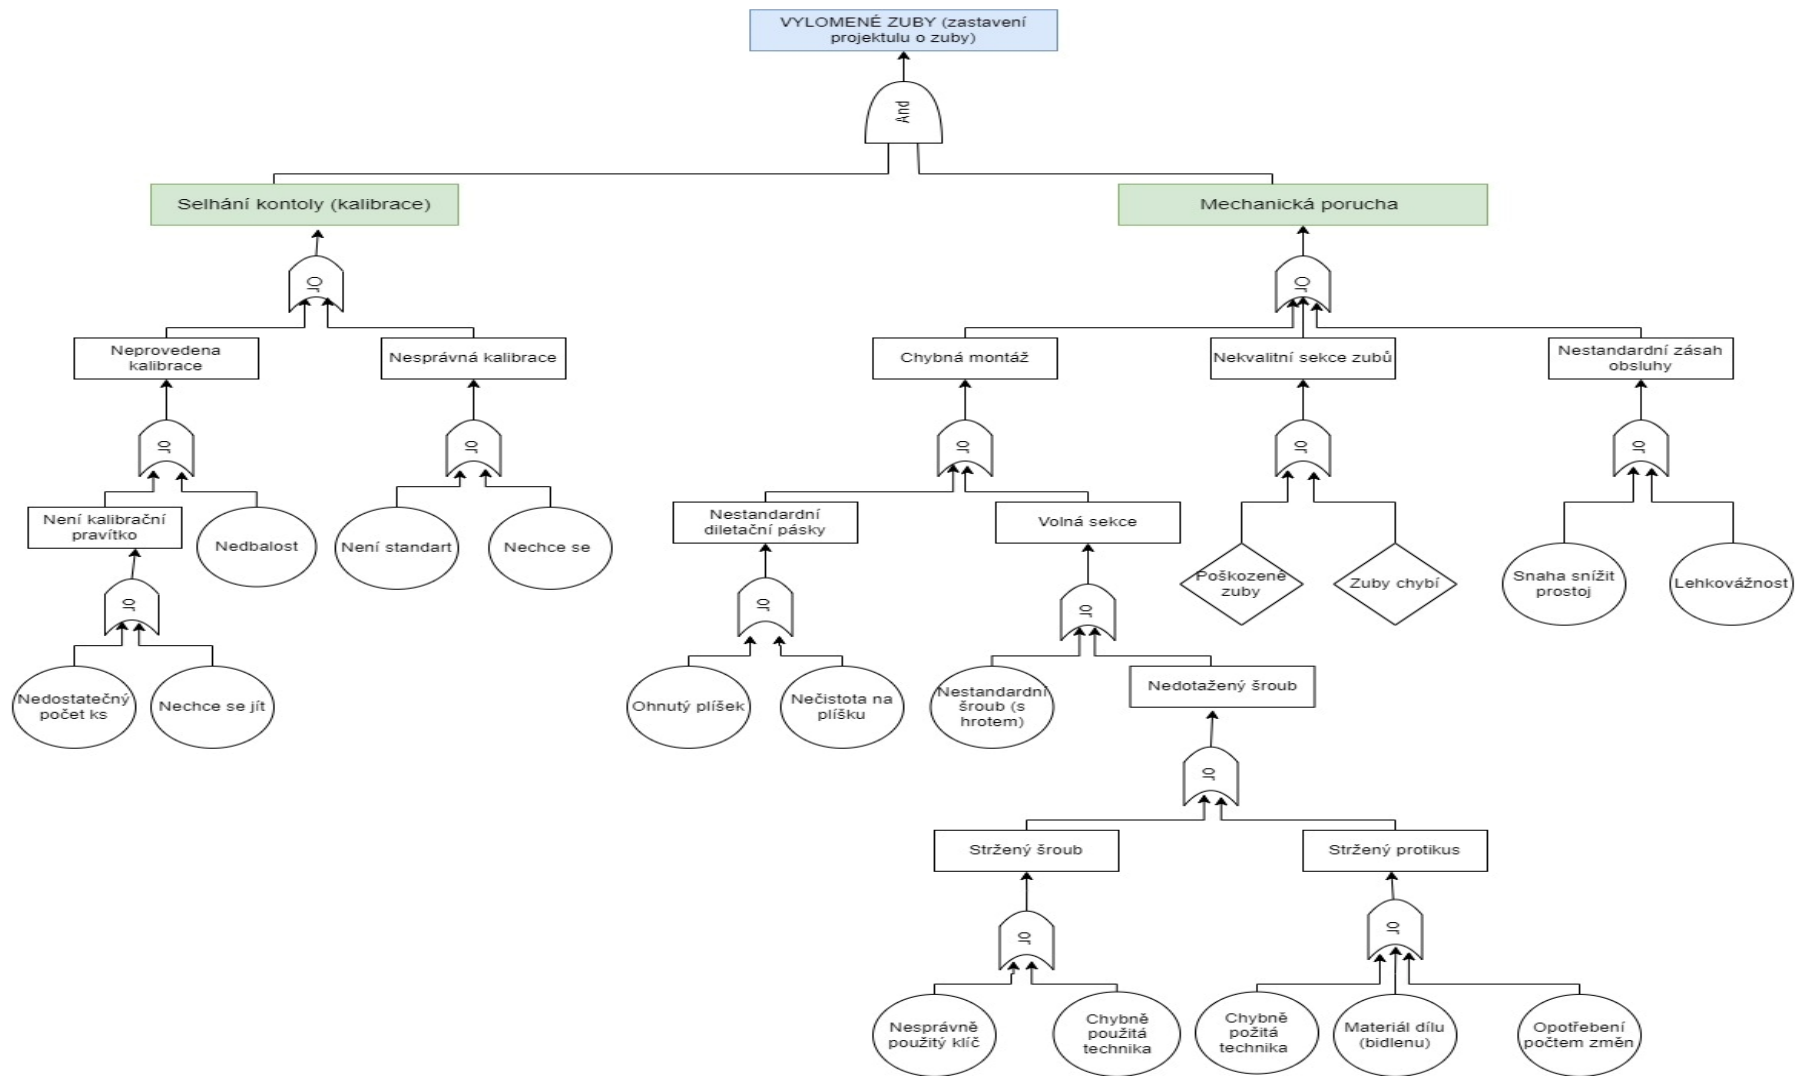 VYLOMENÉ ZUBY (zastavení
projektulu o zuby)
And
Selhání kontoly (kalibrace)
Mechanická porucha
Or
Or
Neprovedena
kalibrace
Nesprávná kalibrace
Chybná montáž
Nekvalitní sekce zubů
Nestandardní zásah
obsluhy
or
or
or
or
or
Není kalibrační
pravítko
Nedbalost
Není standart
Nechce se
Nestandardní
diletační pásky
Volná sekce
Poškozené
zuby
Zuby chybí
Snaha snížit
prostoj
Lehkovážnost
or
or
or
Nedostatečný
počet ks
Nechce se jít
Ohnutý plíšek
Nečistota na
plíšku
Nestandardní
šroub (s
hrotem)
Nedotažený šroub
or
Stržený šroub
Stržený protikus
or
or
Nesprávně
použitý klíč
Chybně
použitá
technika
Chybně
požitá
technika
Materiál dílu
(bidlenu)
Opotřebení
počtem změn